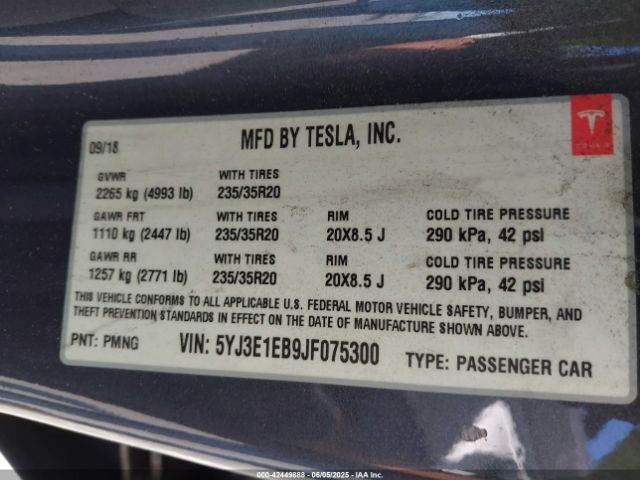 09/18
MFD BY TESLA, INC.
TESLA
GVWR WITH TIRES
2265 kg (4993 lb) 235/35R20
GAWR FRT WITH TIRES RIM COLD TIRE PRESSURE
1110 kg (2447 lb) 235/35R20 20X8.5 J 290 kPa, 42 psi
GAWR RR WITH TIRES RIM COLD TIRE PRESSURE
1257 kg (2771 lb) 235/35R20 20X8.5 J 290 kPa, 42 psi
THIS VEHICLE CONFORMS TO ALL APPLICABLE U.S. FEDERAL MOTOR VEHICLE SAFETY, BUMPER, AND
THEFT PREVENTION STANDARDS IN EFFECT ON THE DATE OF MANUFACTURE SHOWN ABOVE.
PNT: PMNG VIN: 5YJ3E1EB9JF075300 TYPE: PASSENGER CAR
000-42449888 - 06/05/2025 - IAA Inc.